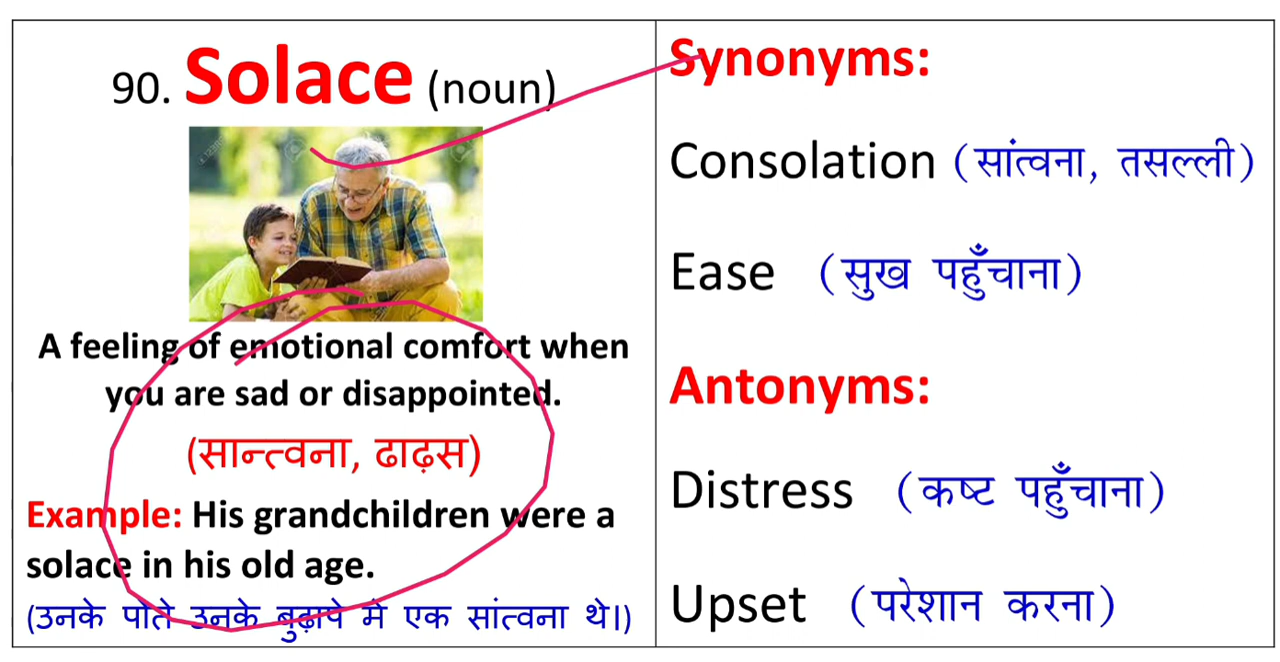 90. Solace (noun)
A feeling of emotional comfort when
you are sad or disappointed.
(सान्त्वना, ढाढ़स)
Example: His grandchildren were a
solace in his old age.
(उनके पोते उनके बुढ़ापे में एक सांत्वना थे।)
Synonyms:
Consolation (सांत्वना, तसल्ली)
Ease (सुख पहुँचाना)
Antonyms:
Distress (कष्ट पहुँचाना)
Upset (परेशान करना)